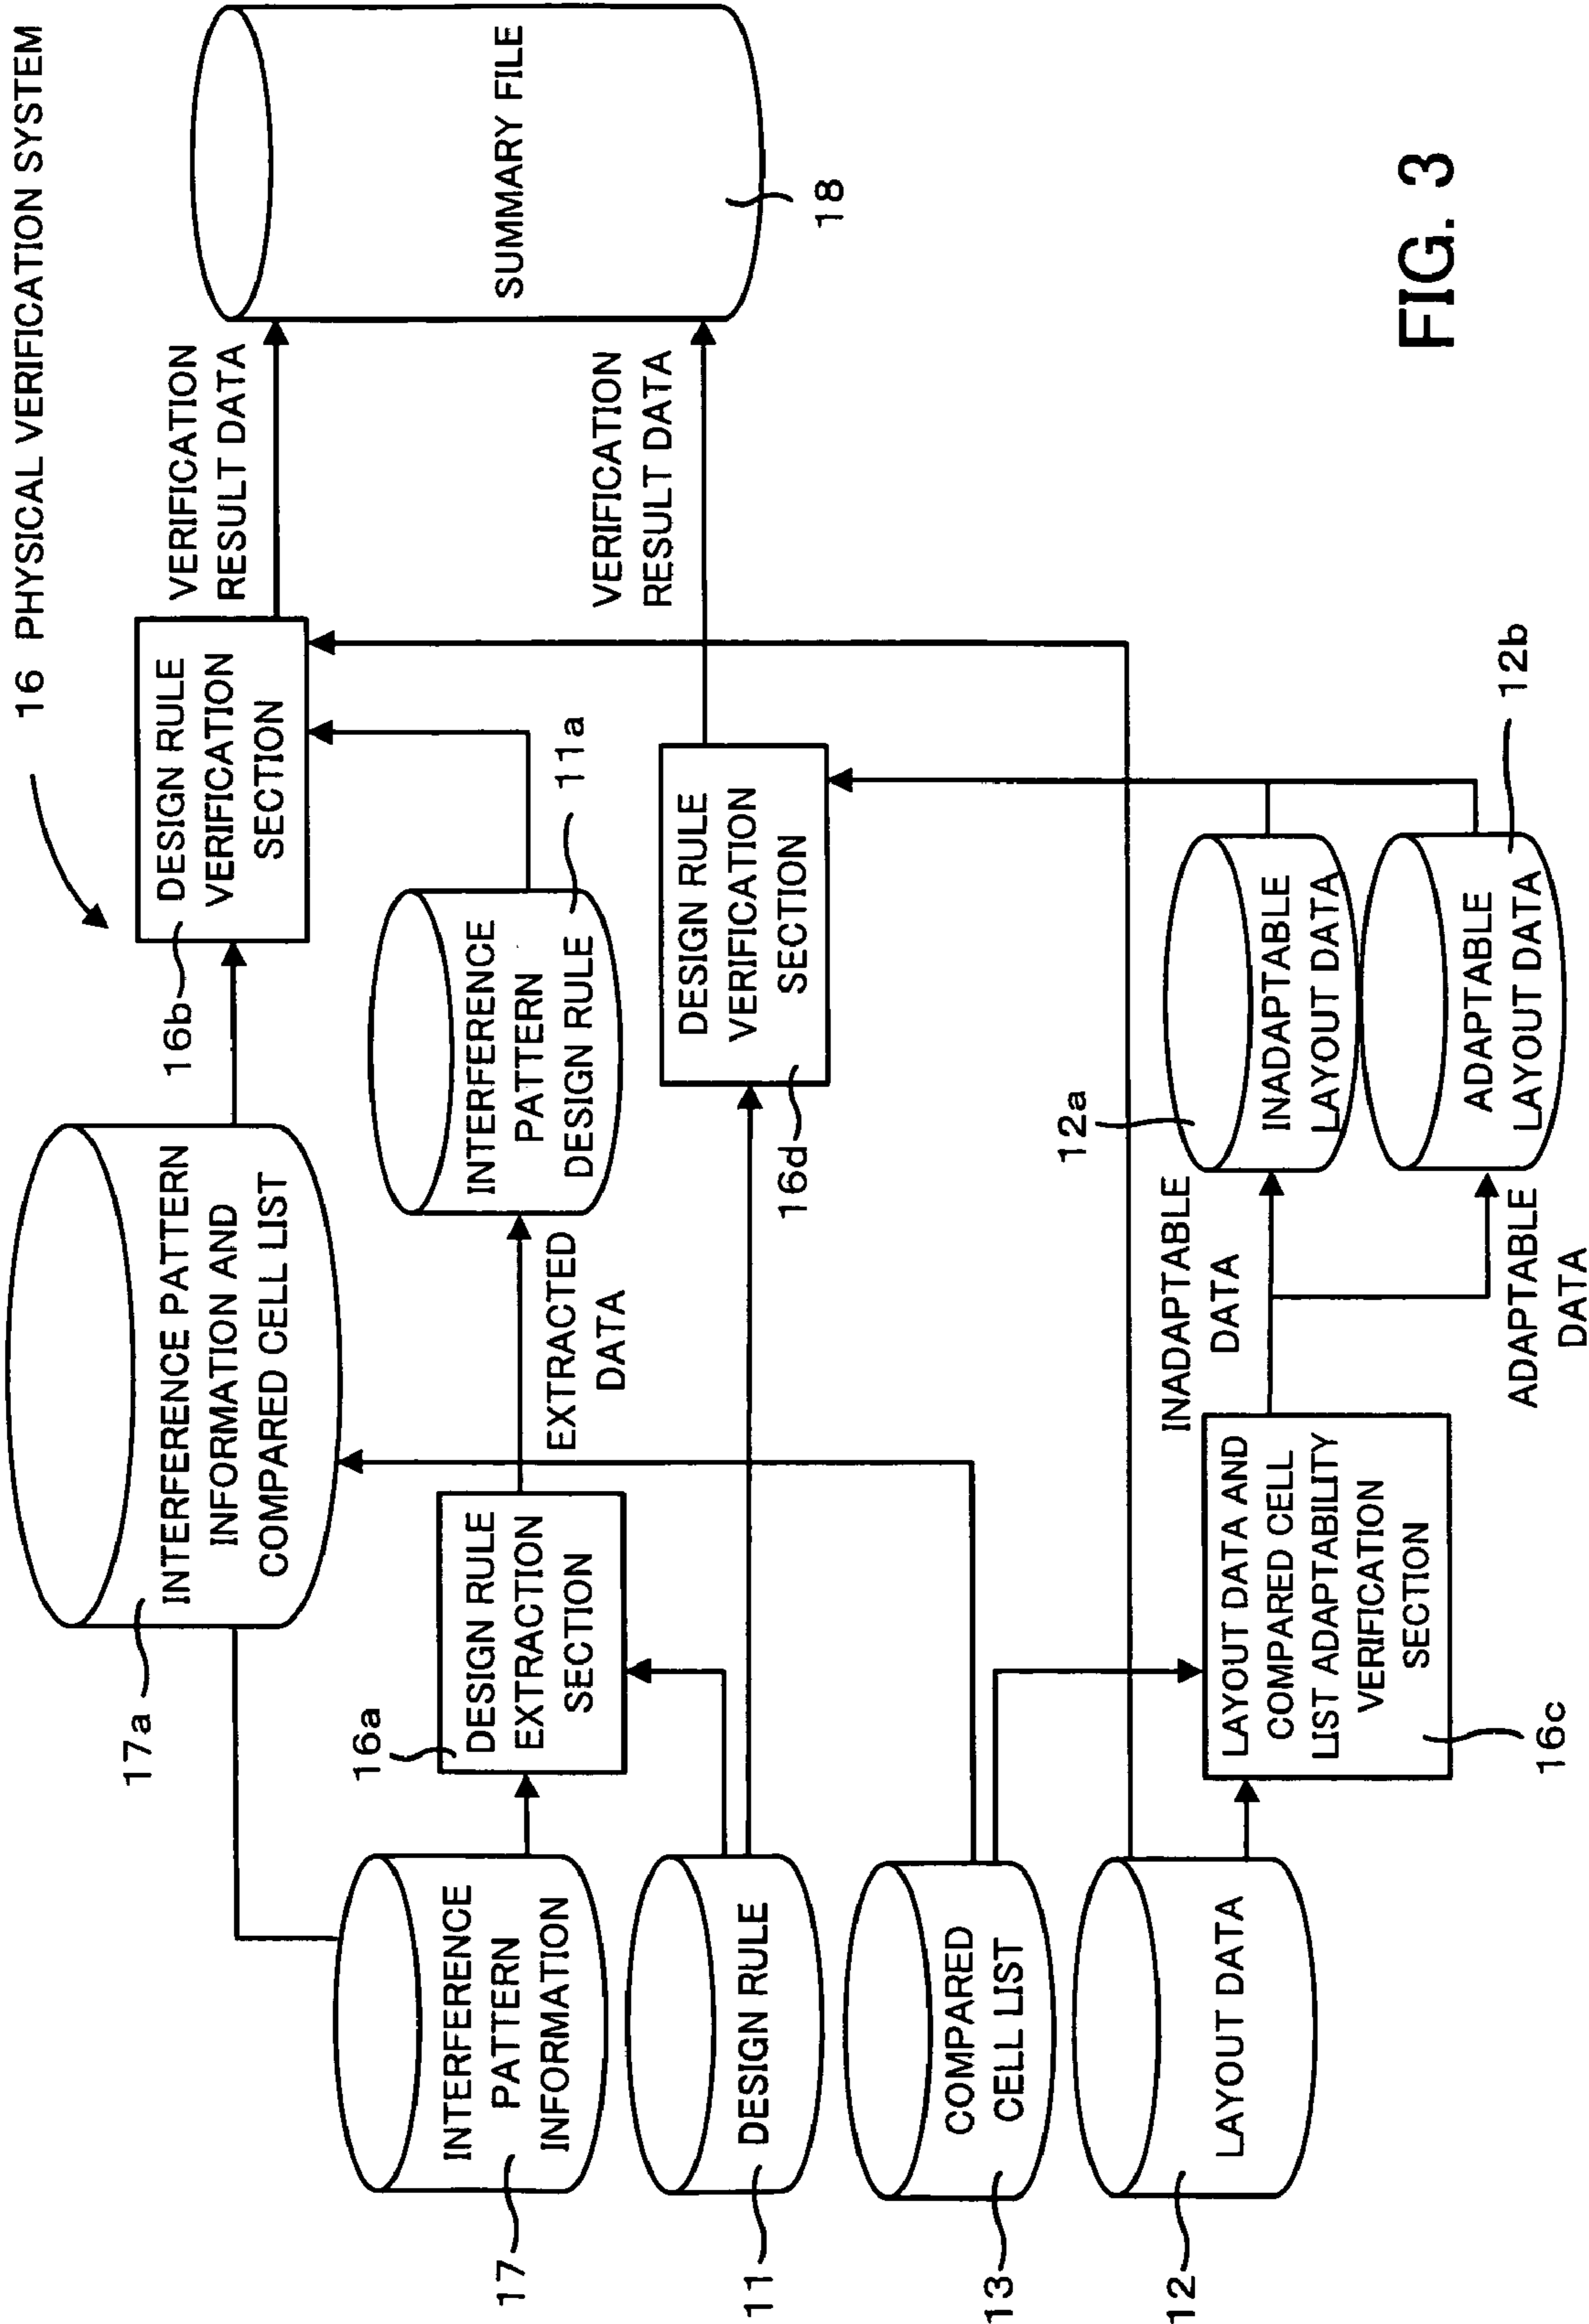 16 PHYSICAL VERIFICATION SYSTEM
17a
INTERFERENCE PATTERN
INFORMATION AND
COMPARED CELL LIST
16b
DESIGN RULE
VERIFICATION
SECTION
VERIFICATION
RESULT DATA
SUMMARY FILE
18
17
INTERFERENCE
PATTERN
INFORMATION
16a
DESIGN RULE
EXTRACTION
SECTION
EXTRACTED
DATA
INTERFERENCE
PATTERN
DESIGN RULE
11a
VERIFICATION
RESULT DATA
11
DESIGN RULE
16d
DESIGN RULE
VERIFICATION
SECTION
13
COMPARED
CELL LIST
12
LAYOUT DATA
LAYOUT DATA AND
COMPARED CELL
LIST ADAPTABILITY
VERIFICATION
SECTION
16c
INADAPTABLE
DATA
12a
INADAPTABLE
LAYOUT DATA
ADAPTABLE
DATA
ADAPTABLE
LAYOUT DATA
12b
FIG. 3